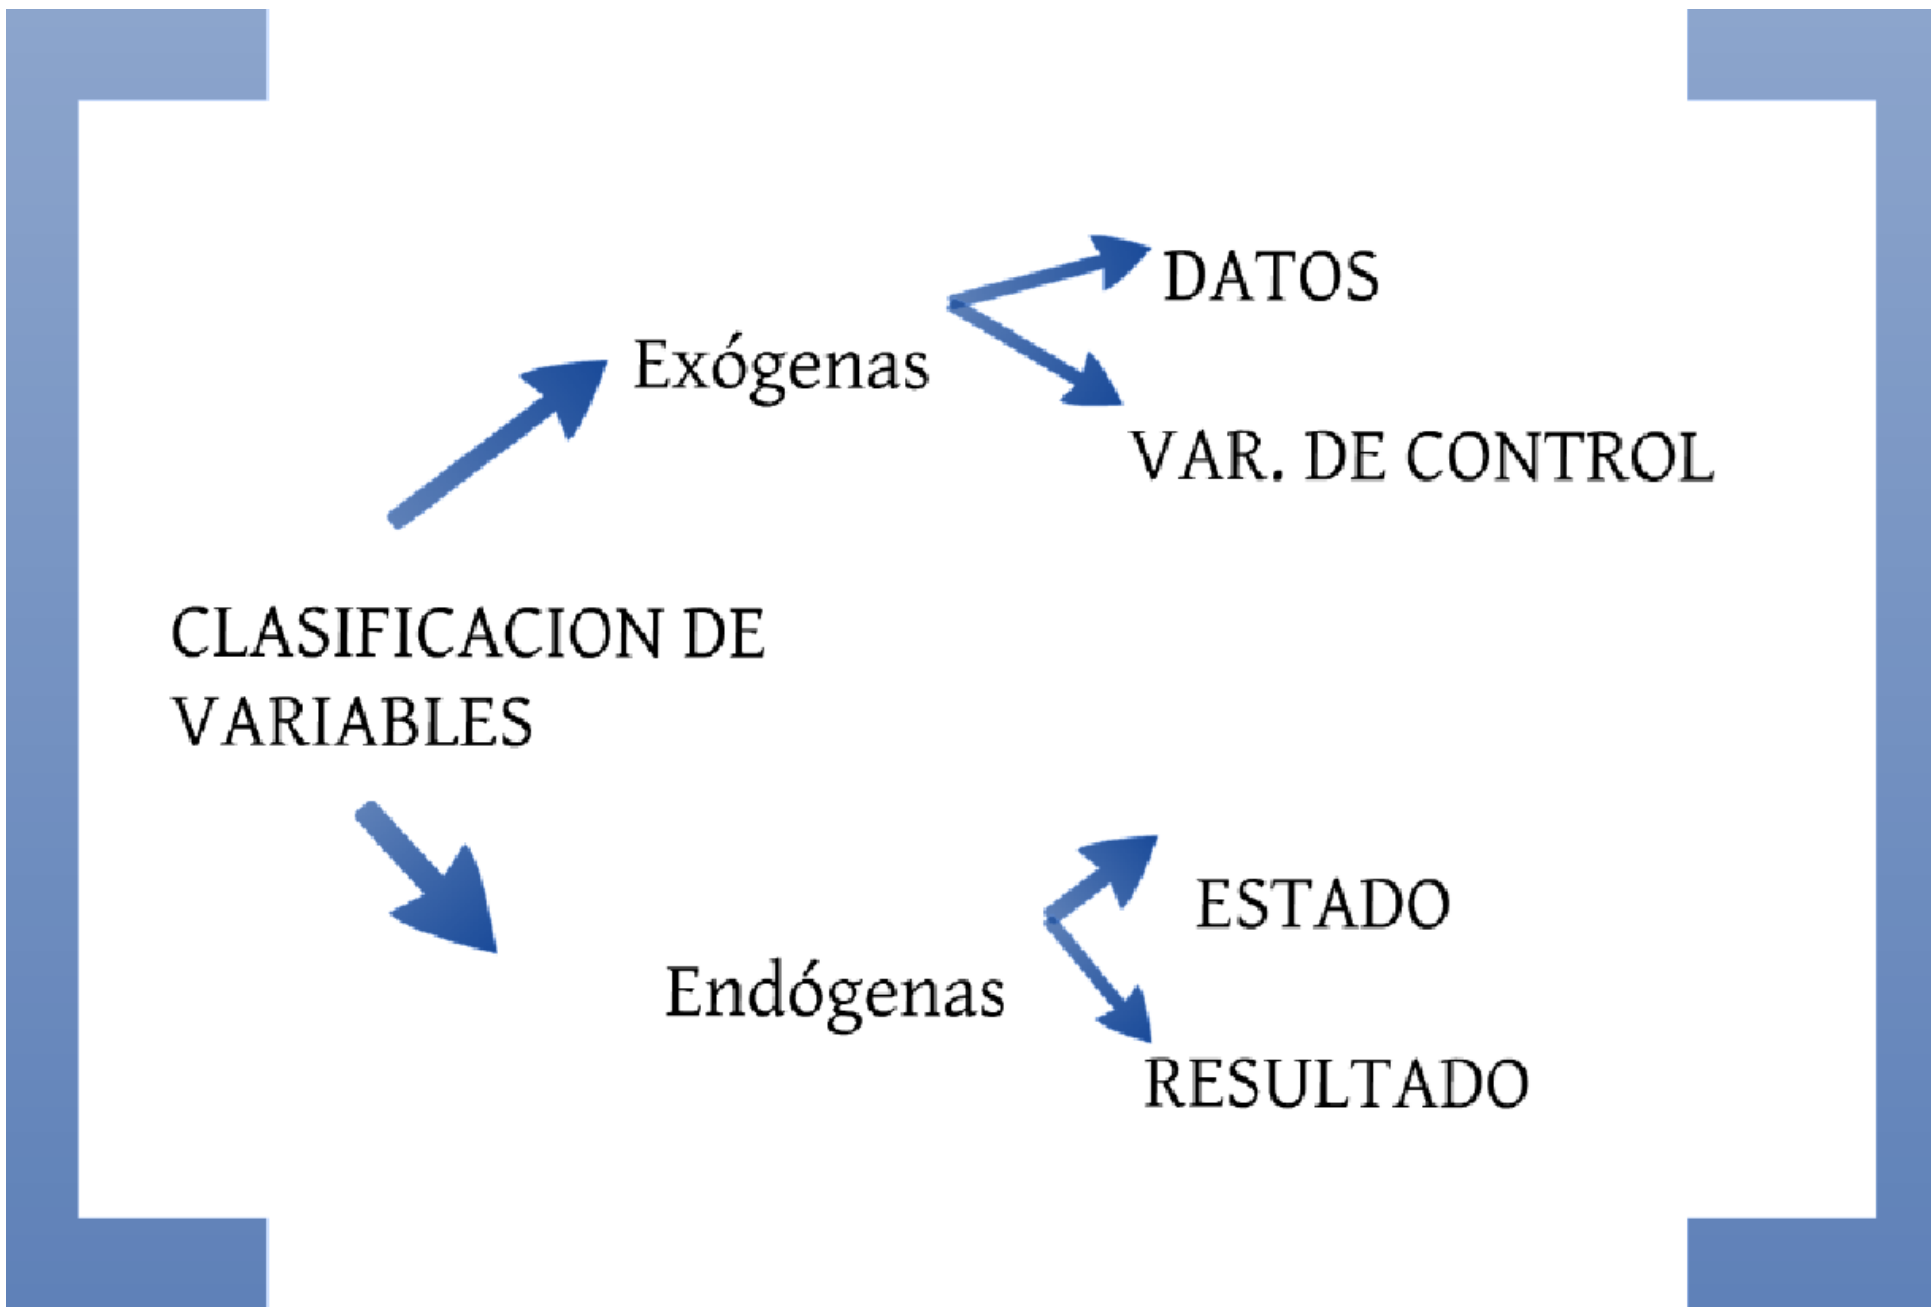 DATOS
Exógenas
VAR. DE CONTROL
CLASIFICACION DE
VARIABLES
ESTADO
Endógenas
RESULTADO